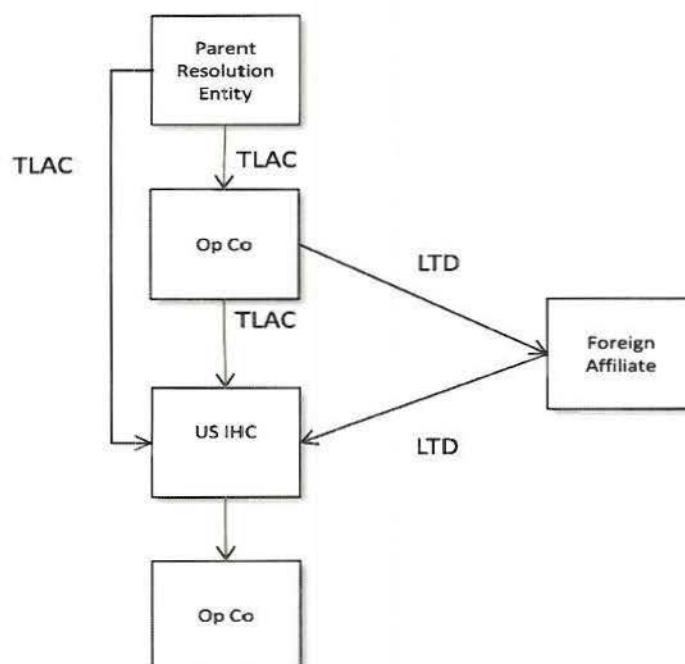 Parent
Resolution
Entity
TLAC
TLAC
Op Co
LTD
TLAC
Foreign
Affiliate
US IHC
LTD
Op Co